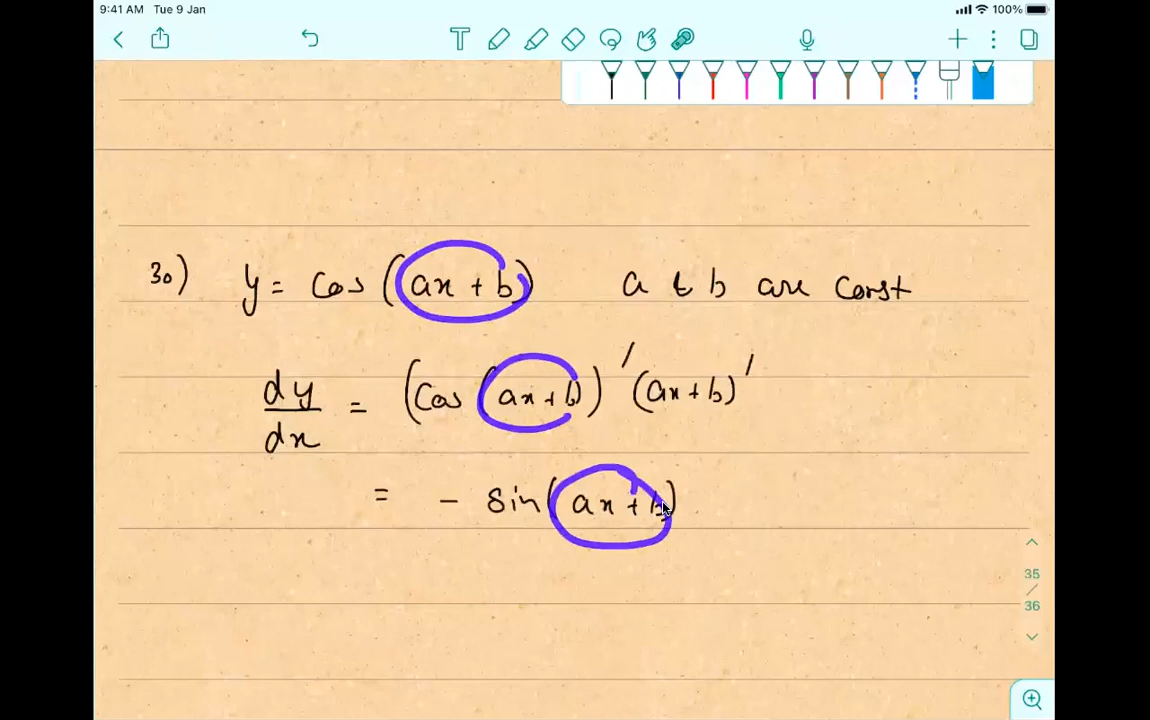 9:41 AM Tue 9 Jan 100%
30) y = cos (ax + b) a & b are const
dy/dx = (cos (ax + b))' (ax + b)'
= - sin (ax + b)
35
/
36